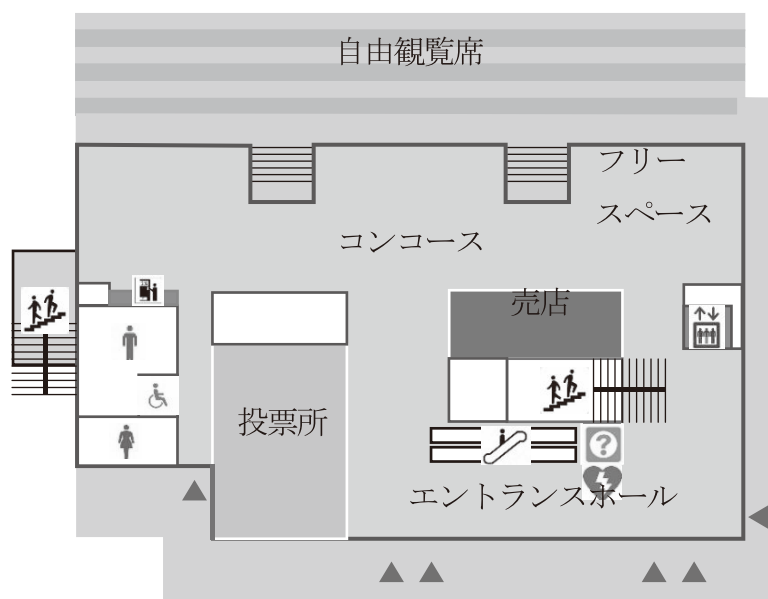 自由観覧席
フリー
スペース
コンコース
売店
投票所
?
エントランスホール